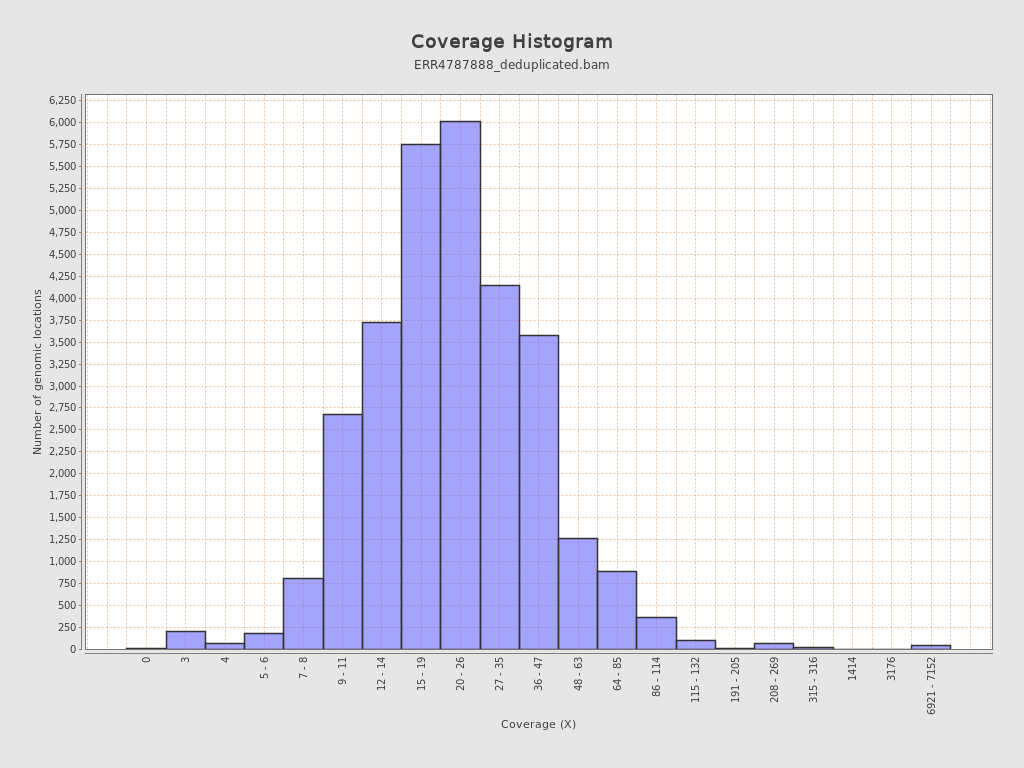 Coverage Histogram
ERR4787888_deduplicated.bam
6,250
6,000
5,750
5,500
5,250
5,000
4,750
4,500
4,250
4,000
3,750
3,500
3,250
3,000
2,750
2,500
2,250
2,000
1,750
1,500
1,250
1,000
750
500
250
0
Number of genomic locations
0
3
4
5 - 6
7 - 8
9 - 11
12 - 14
15 - 19
20 - 26
27 - 35
36 - 47
48 - 63
64 - 85
86 - 114
115 - 132
191 - 205
208 - 269
315 - 316
1414
3176
6921 - 7152
Coverage (X)